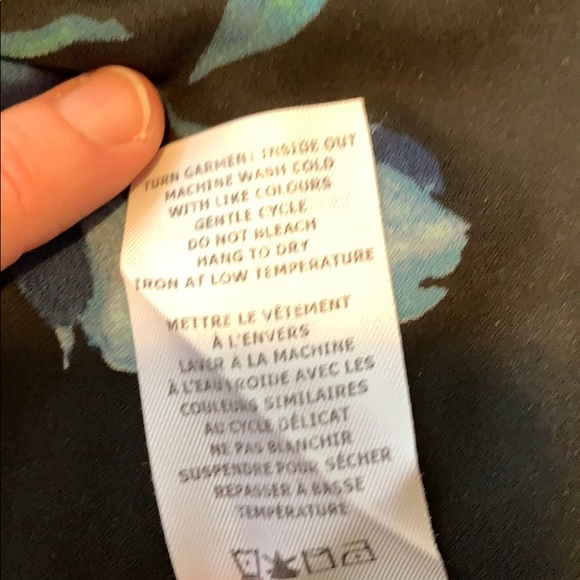 TURN GARMENT INSIDE OUT
MACHINE WASH COLD
WITH LIKE COLOURS
GENTLE CYCLE
DO NOT BLEACH
HANG TO DRY
IRON AT LOW TEMPERATURE
METTRE LE VÊTEMENT
À L'ENVERS
LAVER À LA MACHINE
À L'EAU FROIDE AVEC LES
COULEURS SIMILAIRES
AU CYCLE DÉLICAT
NE PAS BLANCHIR
SUSPENDRE POUR SÉCHER
REPASSER À BASSE
TEMPÉRATURE